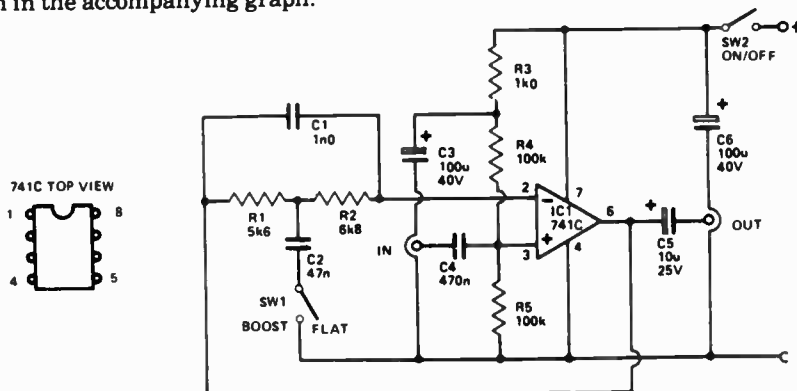 n in the accompanying graph.
SW2
ON/OFF
+
R3
1k0
C1
1n0
+
C3
100u
40V
R4
100k
+
C6
100u
40V
741C TOP VIEW
1
8
4
5
R1
5k6
R2
6k8
2
7
IC1
741C
6
3
4
+
C5
10u
25V
OUT
IN
C4
470n
C2
47n
SW1
BOOST
FLAT
R5
100k